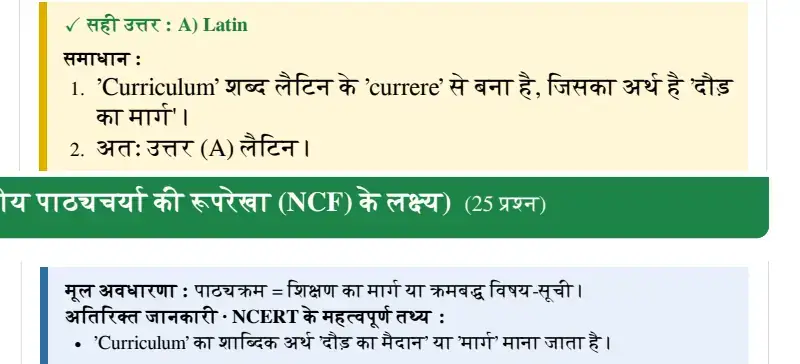 ✓ सही उत्तर : A) Latin
समाधान :
1. ’Curriculum’ शब्द लैटिन के ’currere’ से बना है, जिसका अर्थ है ’दौड़
का मार्ग'।
2. अतः उत्तर (A) लैटिन।
ीय पाठ्यचर्या की रूपरेखा (NCF) के लक्ष्य) (25 प्रश्न)
मूल अवधारणा : पाठ्यक्रम = शिक्षण का मार्ग या क्रमबद्ध विषय-सूची।
अतिरिक्त जानकारी · NCERT के महत्वपूर्ण तथ्य :
• ’Curriculum’ का शाब्दिक अर्थ ’दौड़ का मैदान’ या ’मार्ग’ माना जाता है।